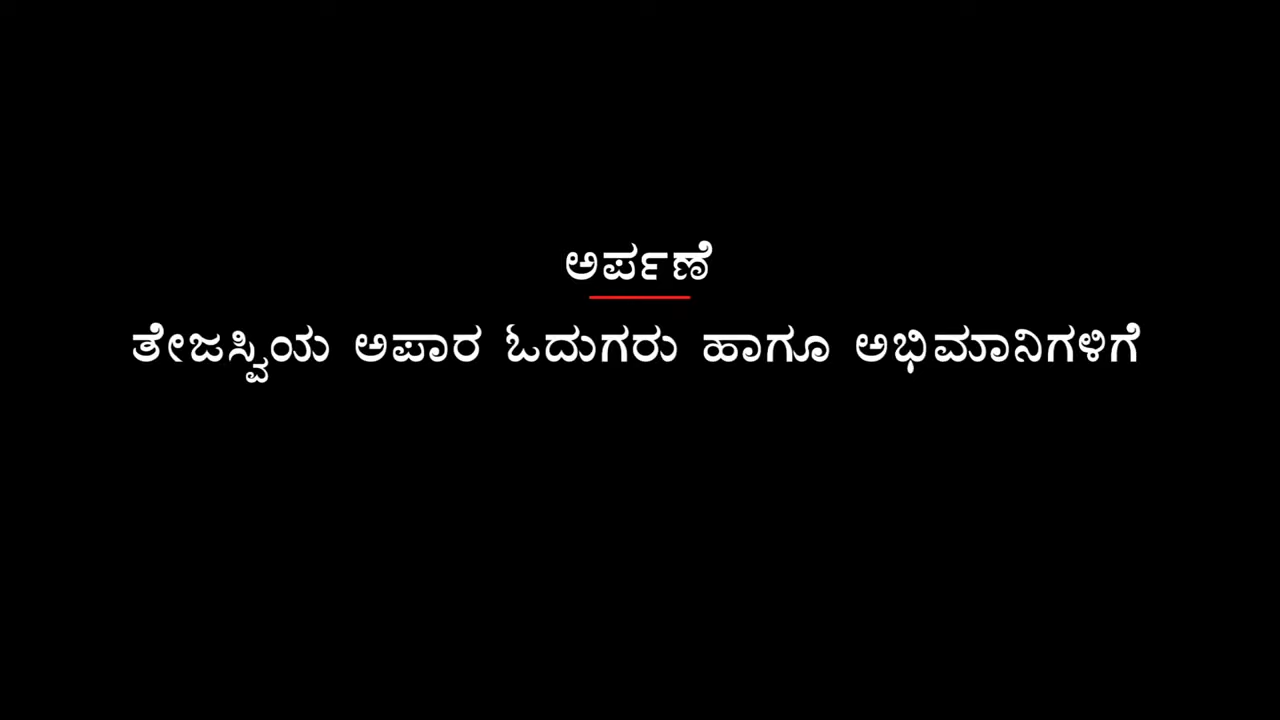 ಅರ್ಪಣೆ
ತೇಜಸ್ವಿಯ ಅಪಾರ ಓದುಗರು ಹಾಗೂ ಅಭಿಮಾನಿಗಳಿಗೆ